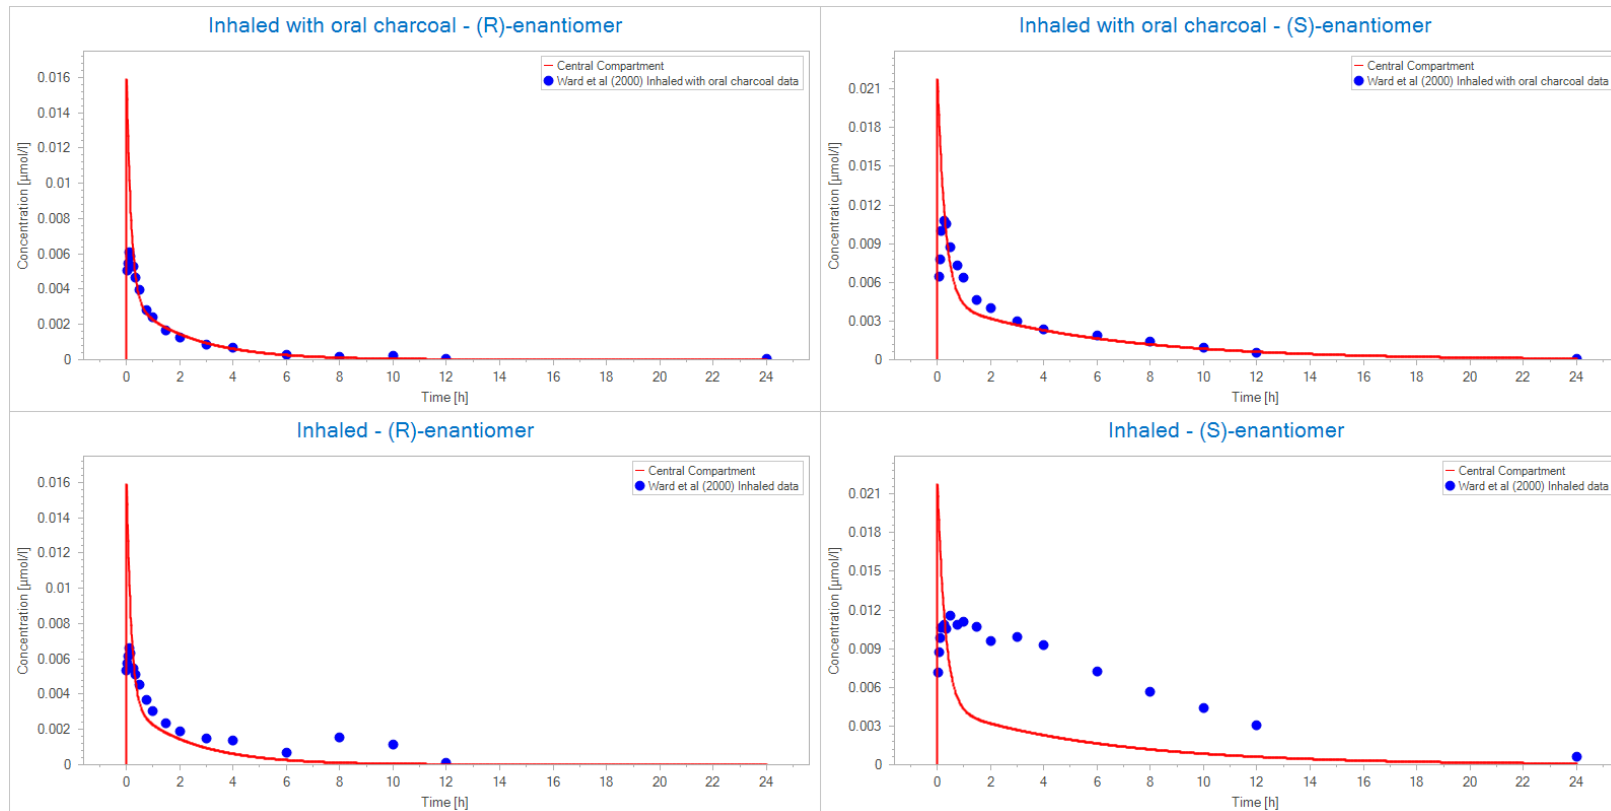 Inhaled with oral charcoal - (R)-enantiomer
Central Compartment
Ward et al (2000) Inhaled with oral charcoal data
Concentration [µmol/l]
0.016
0.014
0.012
0.01
0.008
0.006
0.004
0.002
0
0 2 4 6 8 10 12 14 16 18 20 22 24
Time [h]
Inhaled with oral charcoal - (S)-enantiomer
Central Compartment
Ward et al (2000) Inhaled with oral charcoal data
Concentration [µmol/l]
0.021
0.018
0.015
0.012
0.009
0.006
0.003
0
0 2 4 6 8 10 12 14 16 18 20 22 24
Time [h]
Inhaled - (R)-enantiomer
Central Compartment
Ward et al (2000) Inhaled data
Concentration [µmol/l]
0.016
0.014
0.012
0.01
0.008
0.006
0.004
0.002
0
0 2 4 6 8 10 12 14 16 18 20 22 24
Time [h]
Inhaled - (S)-enantiomer
Central Compartment
Ward et al (2000) Inhaled data
Concentration [µmol/l]
0.021
0.018
0.015
0.012
0.009
0.006
0.003
0
0 2 4 6 8 10 12 14 16 18 20 22 24
Time [h]